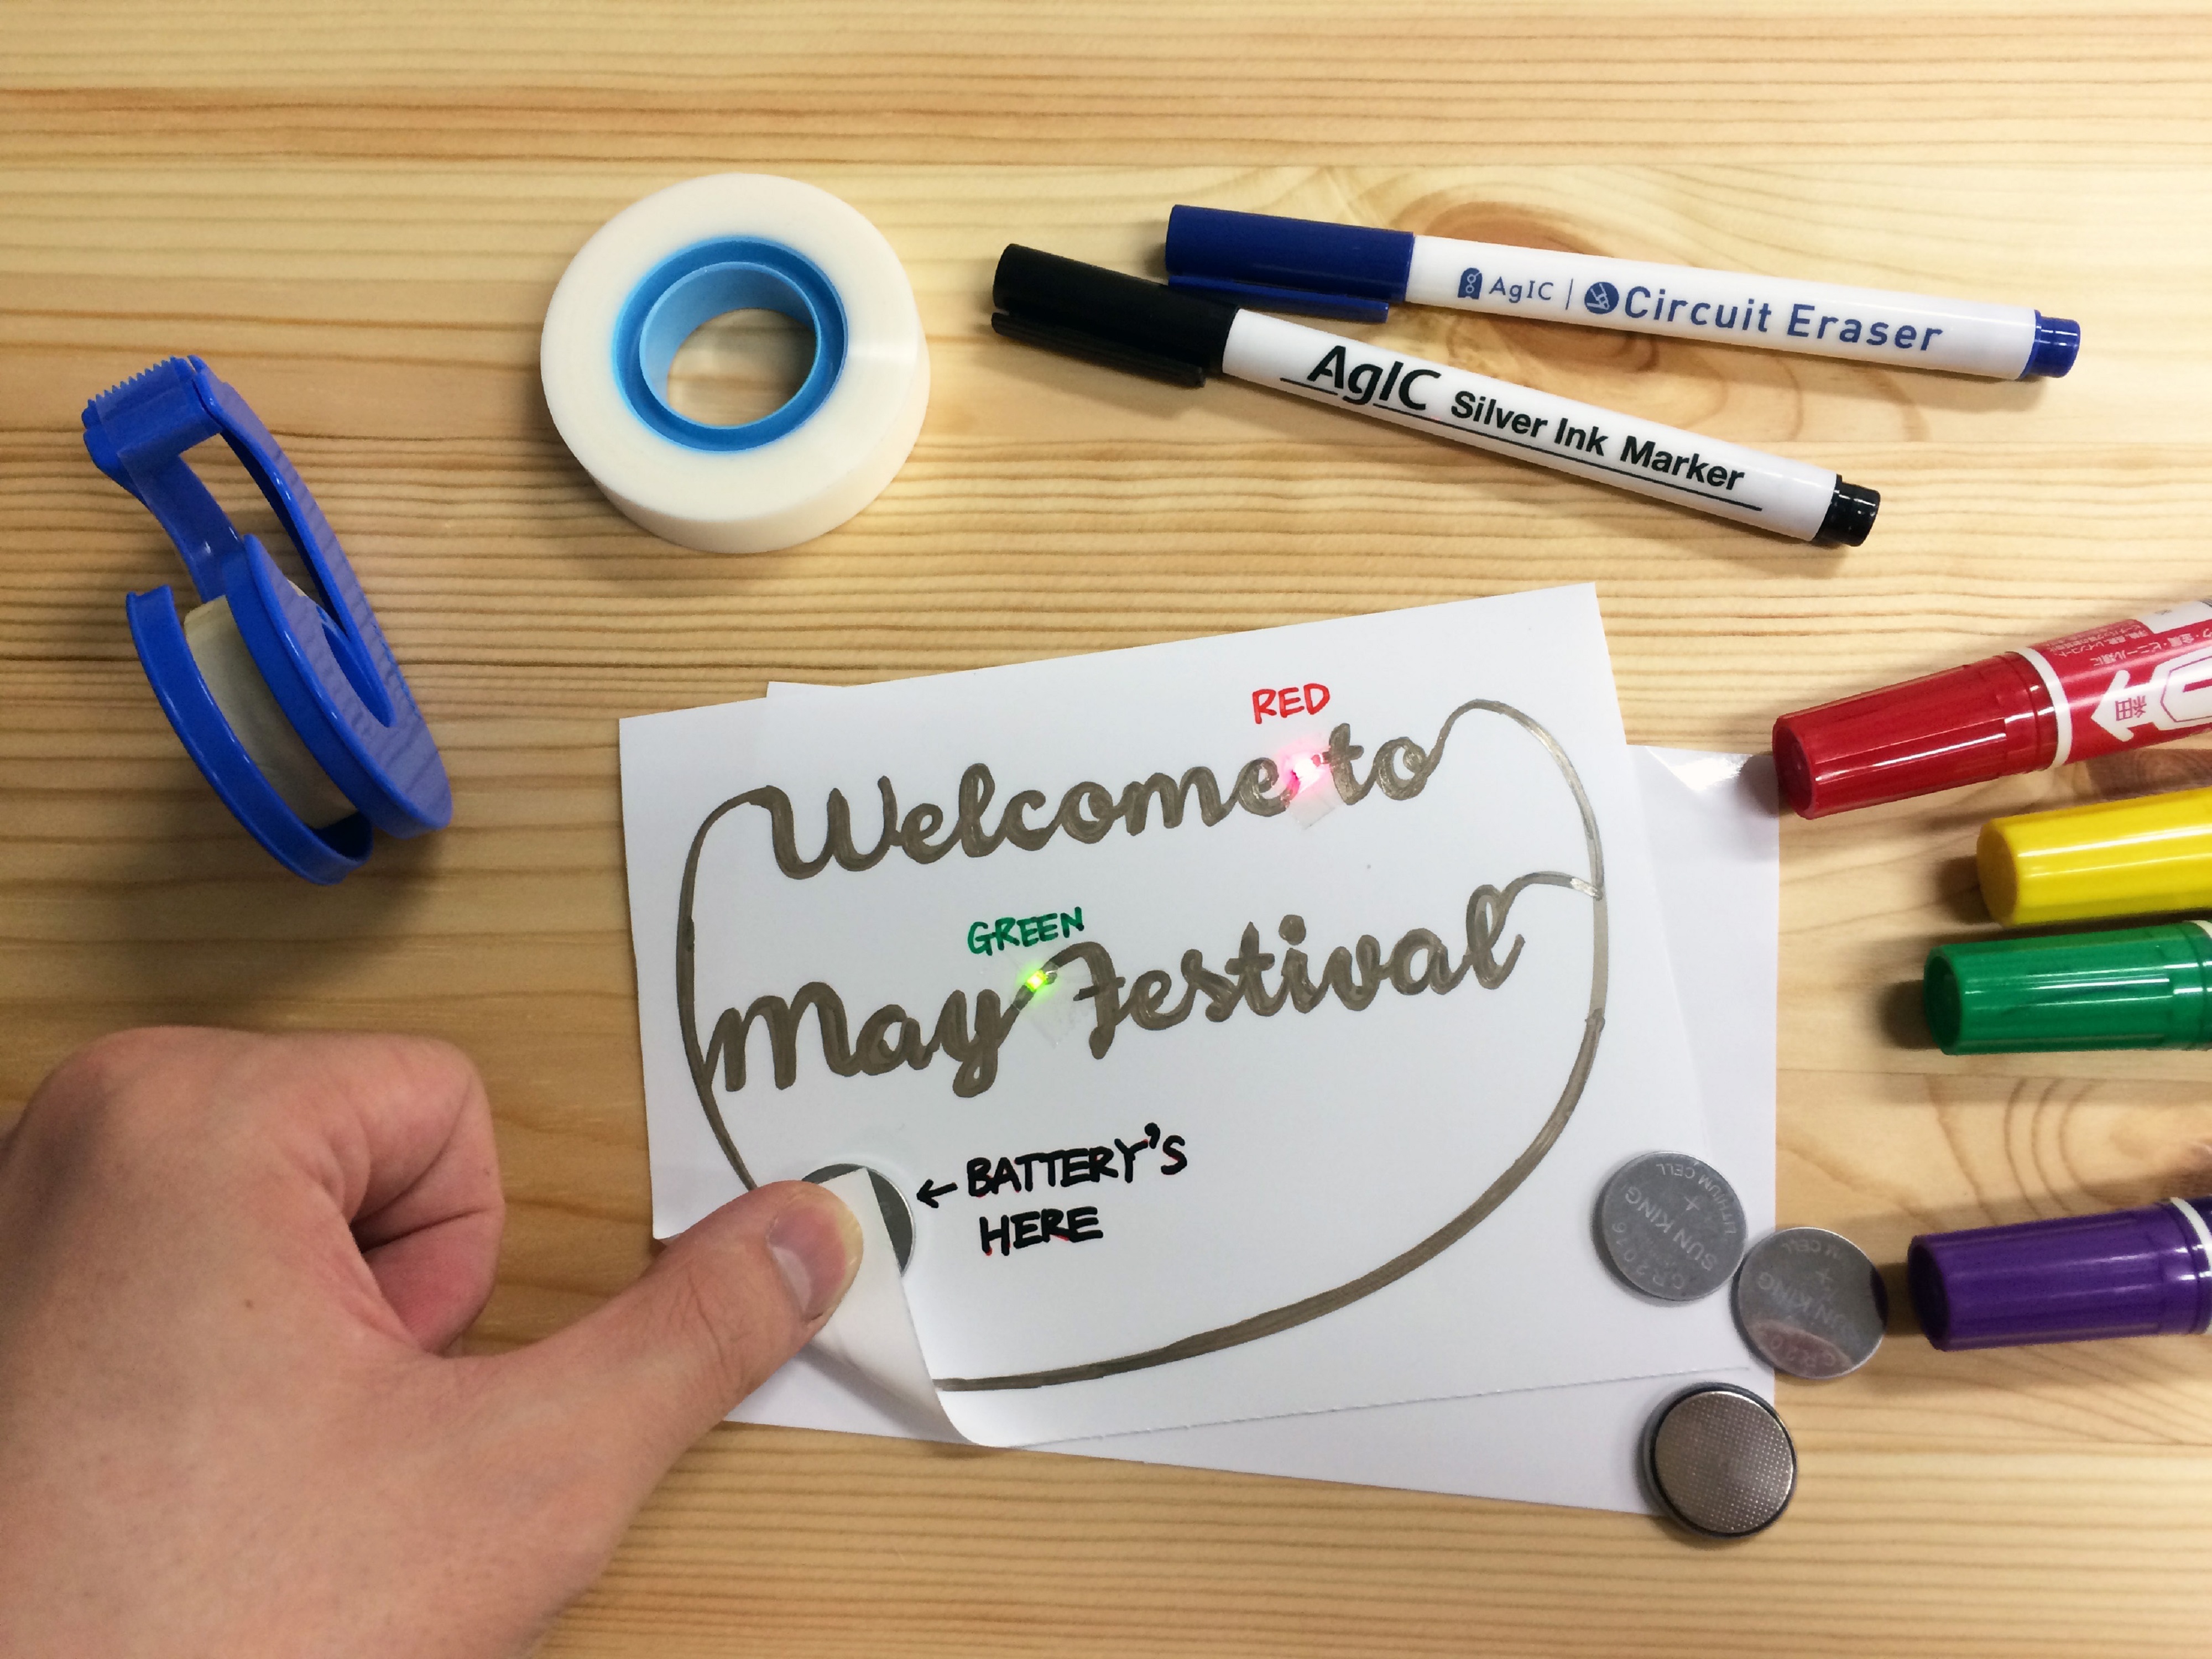 AgIC | Circuit Eraser
AgIC Silver Ink Marker
RED
Welcome to
GREEN
May Festival
← BATTERY'S
HERE
細
LITHIUM CELL
+
SUN KING
+
SUN KING